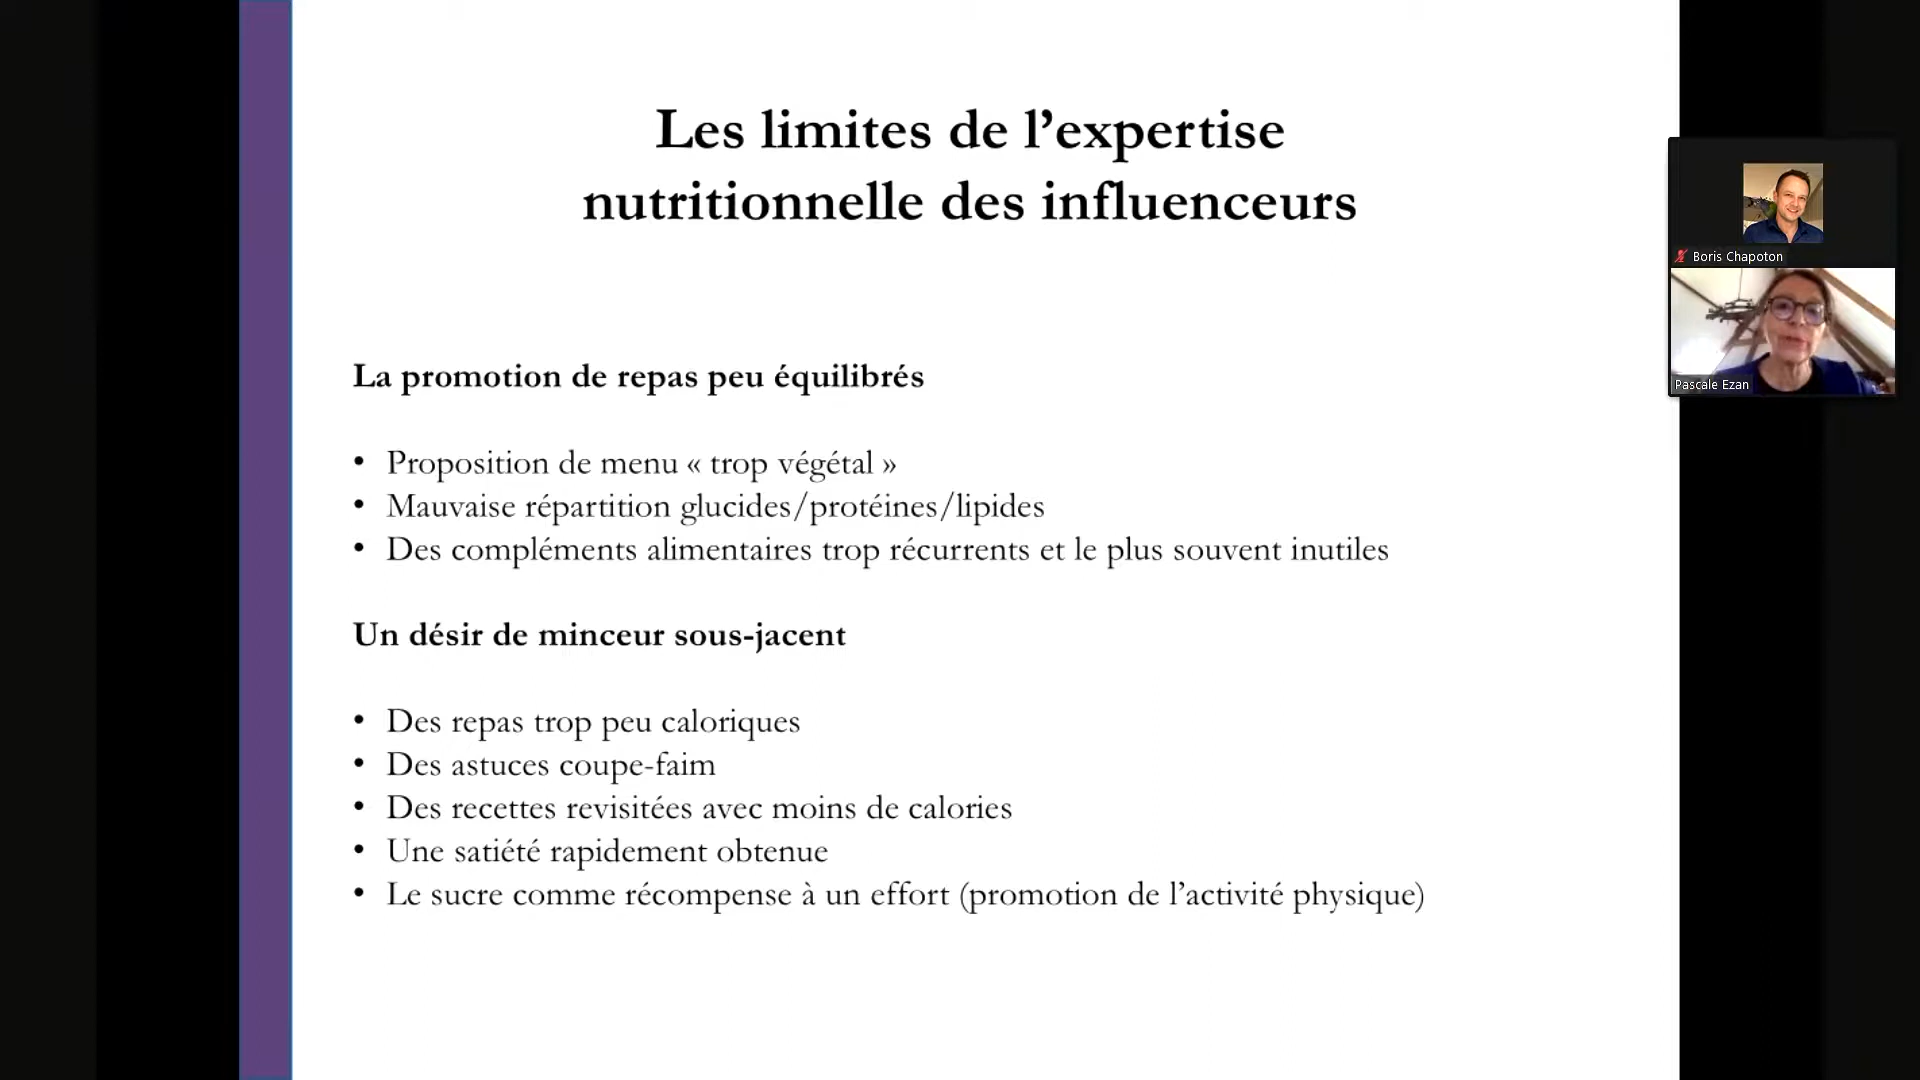 Les limites de l’expertise
nutritionnelle des influenceurs
La promotion de repas peu équilibrés
• Proposition de menu « trop végétal »
• Mauvaise répartition glucides/protéines/lipides
• Des compléments alimentaires trop récurrents et le plus souvent inutiles
Un désir de minceur sous-jacent
• Des repas trop peu caloriques
• Des astuces coupe-faim
• Des recettes revisitées avec moins de calories
• Une satiété rapidement obtenue
• Le sucre comme récompense à un effort (promotion de l’activité physique)
Boris Chapoton
Pascale Ezan